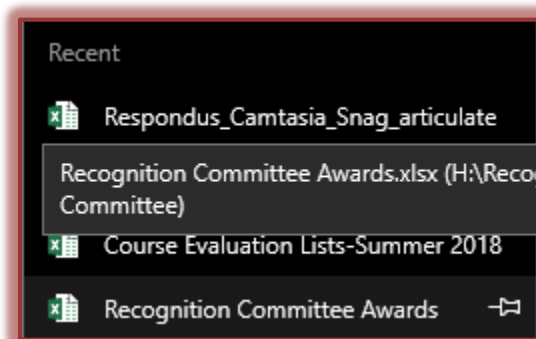 Recent
Respondus_Camtasia_Snag_articulate
Recognition Committee Awards.xlsx (H:\Reco
Committee)
Course Evaluation Lists-Summer 2018
Recognition Committee Awards